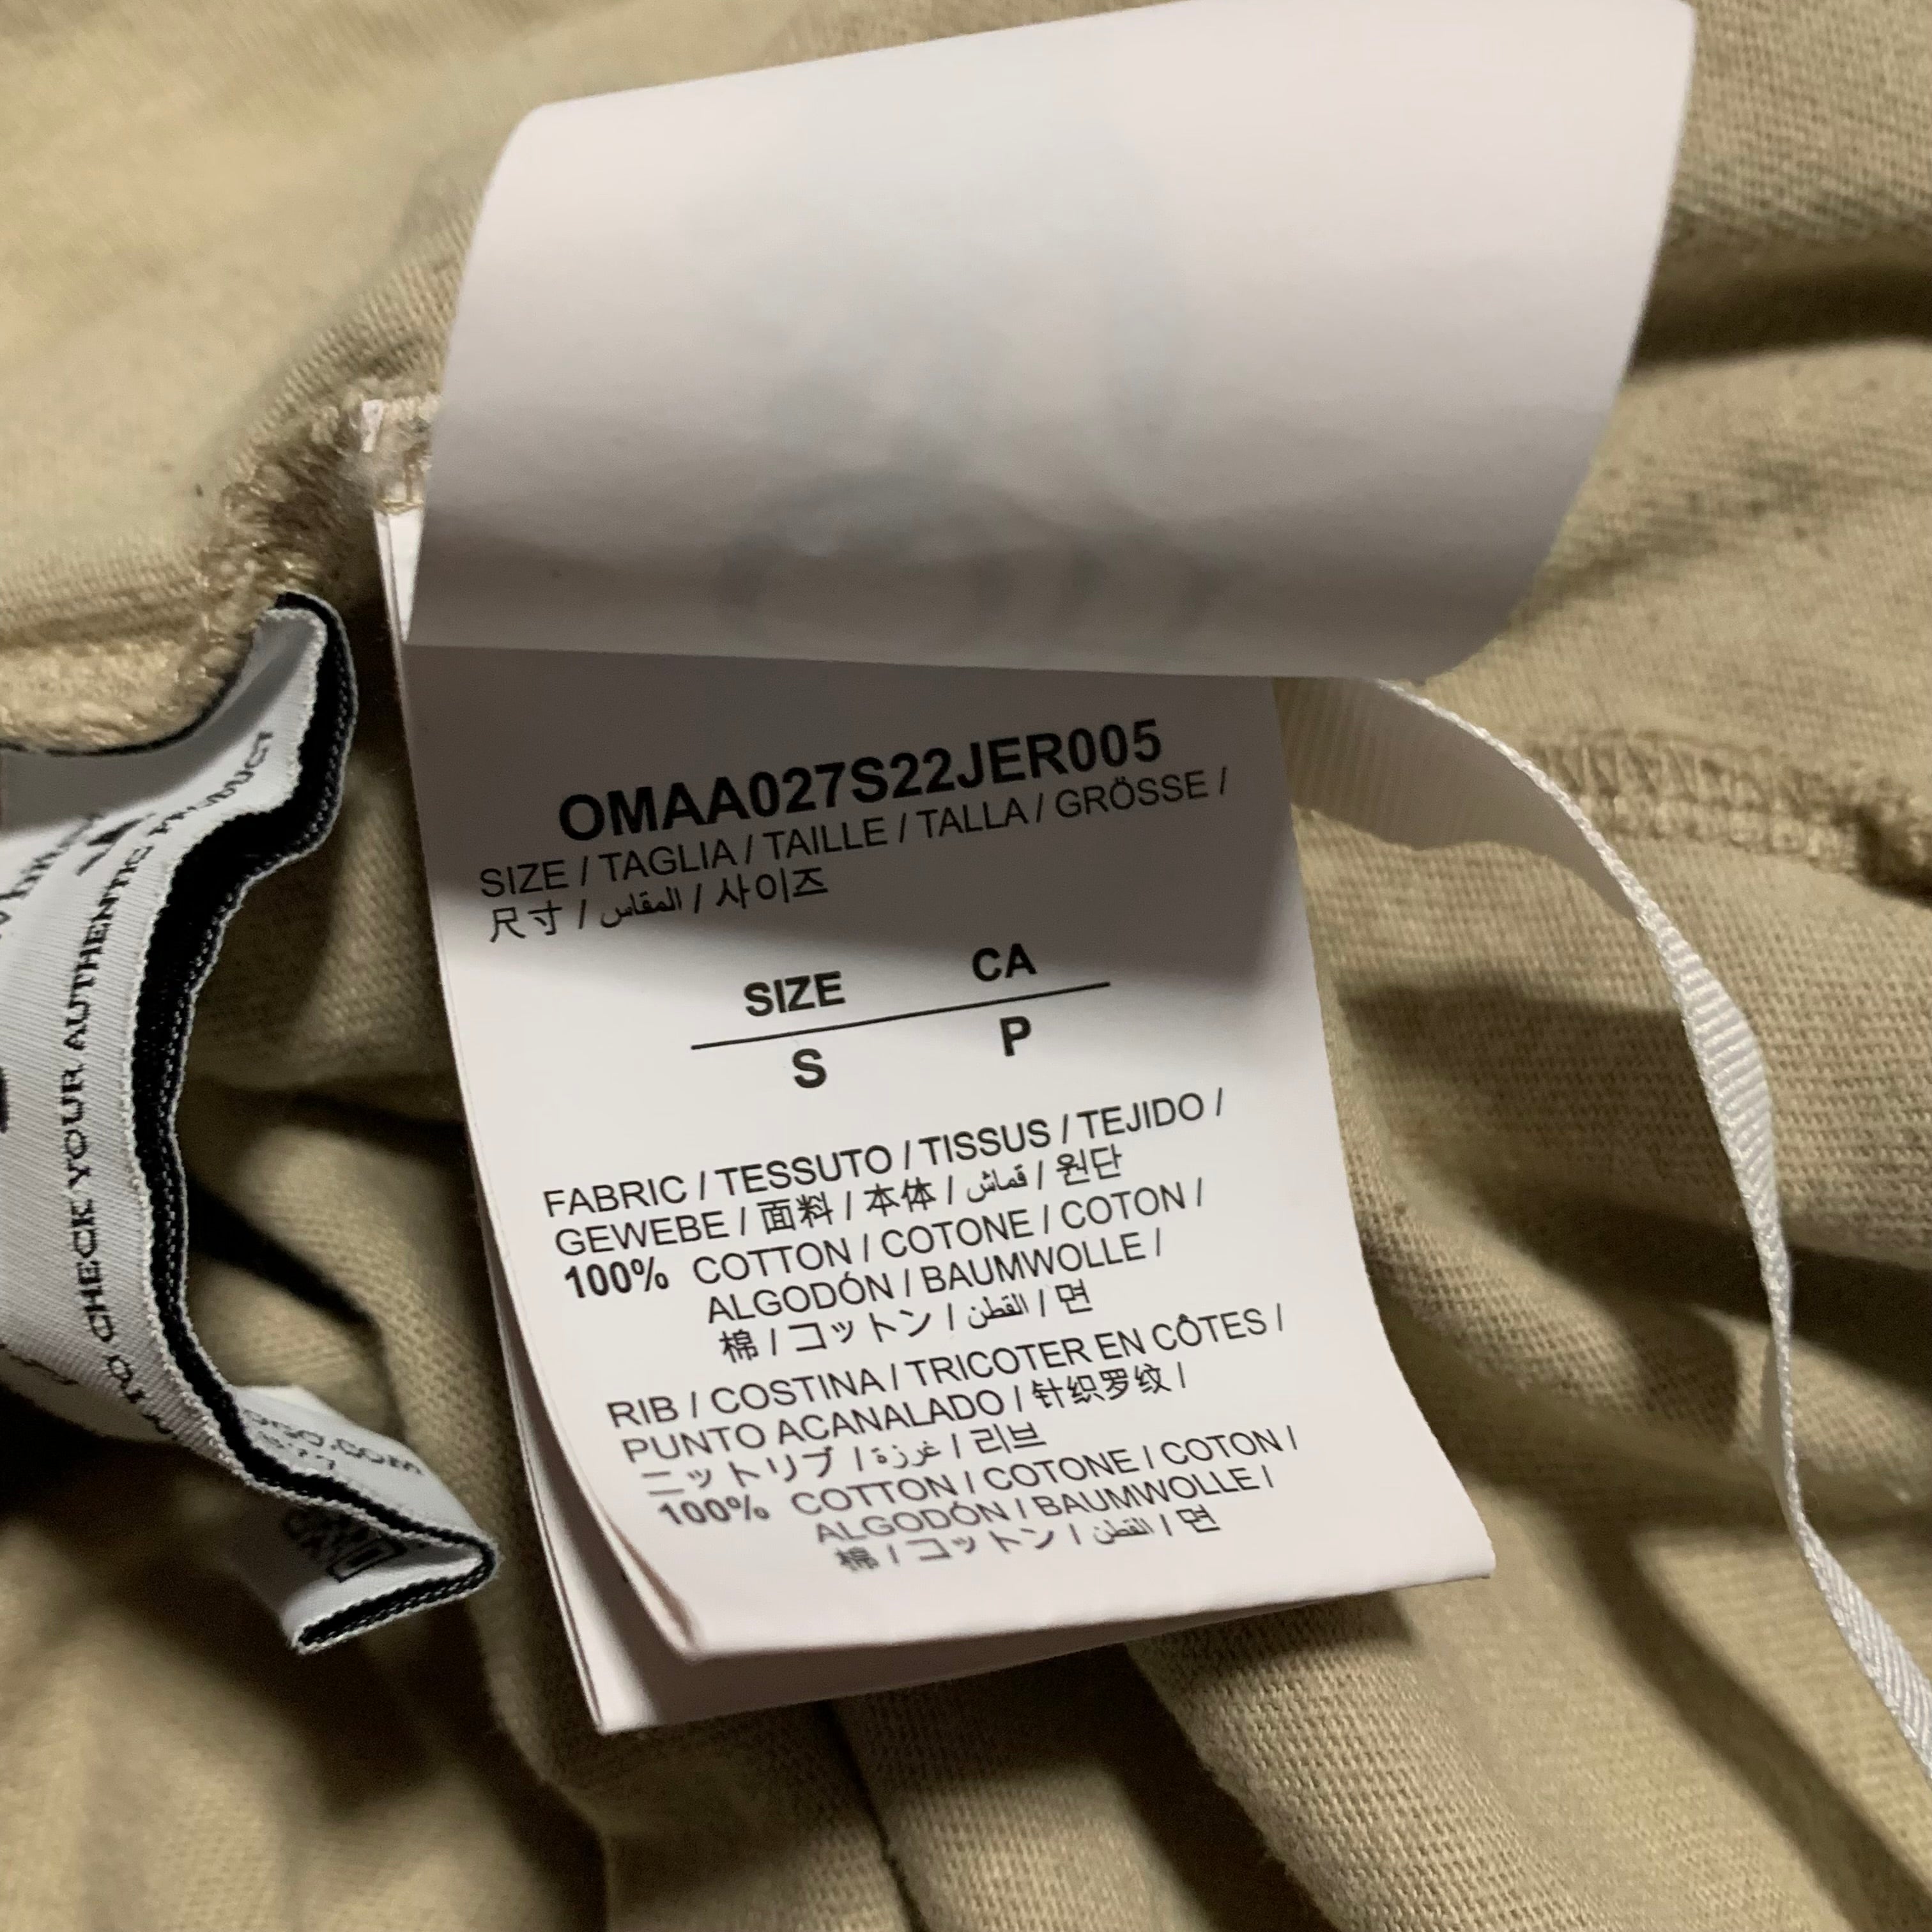 OMAA027S22JER005
SIZE / TAGLIA / TAILLE / TALLA / GRÖSSE /
尺寸 / المقاس / 사이즈
SIZE CA
S P
FABRIC / TESSUTO / TISSUS / TEJIDO /
GEWEBE / 面料 / 本体 / قماش / 원단
100% COTTON / COTONE / COTON /
ALGODÓN / BAUMWOLLE /
棉 / コットン / القطن / 면
RIB / COSTINA / TRICOTER EN CÔTES /
PUNTO ACANALADO / 针织罗纹 /
ニットリブ / غرزة / 리브
100% COTTON / COTONE / COTON /
ALGODÓN / BAUMWOLLE /
棉 / コットン / القطن / 면
CHECK YOUR AUTHENTIC PRODUCT